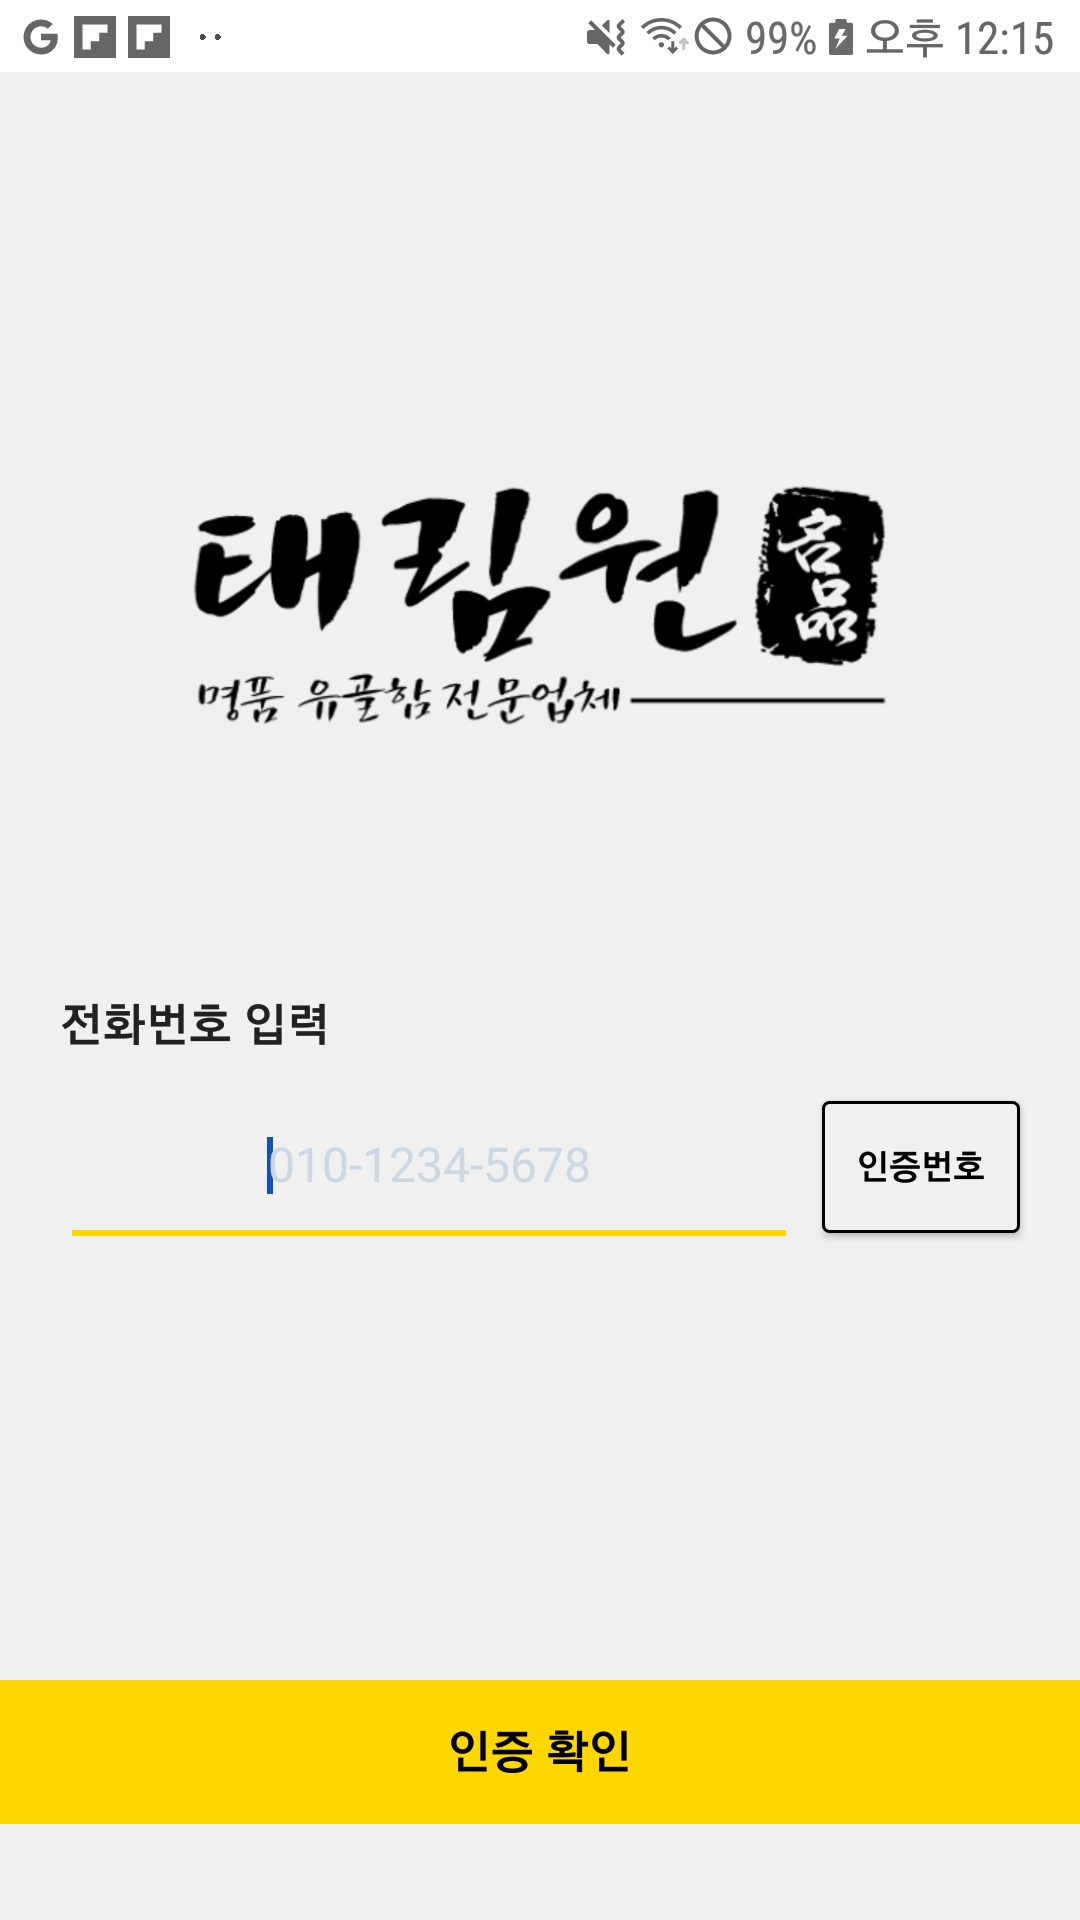 99% 오후 12:15
태림원 名品
명품 유골함 전문업체
전화번호 입력
010-1234-5678
인증번호
인증 확인